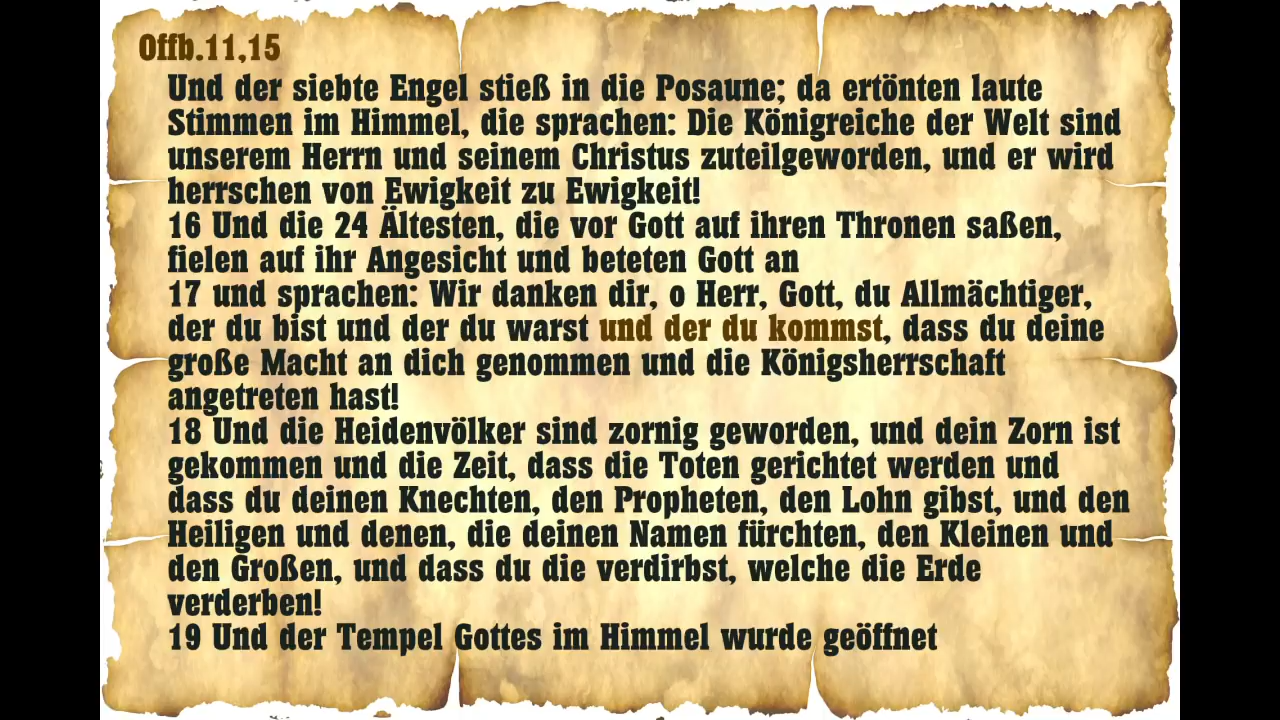 Offb.11,15
Und der siebte Engel stieß in die Posaune; da ertönten laute
Stimmen im Himmel, die sprachen: Die Königreiche der Welt sind
unserem Herrn und seinem Christus zuteilgeworden, und er wird
herrschen von Ewigkeit zu Ewigkeit!
16 Und die 24 Ältesten, die vor Gott auf ihren Thronen saßen,
fielen auf ihr Angesicht und beteten Gott an
17 und sprachen: Wir danken dir, o Herr, Gott, du Allmächtiger,
der du bist und der du warst und der du kommst, dass du deine
große Macht an dich genommen und die Königsherrschaft
angetreten hast!
18 Und die Heidenvölker sind zornig geworden, und dein Zorn ist
gekommen und die Zeit, dass die Toten gerichtet werden und
dass du deinen Knechten, den Propheten, den Lohn gibst, und den
Heiligen und denen, die deinen Namen fürchten, den Kleinen und
den Großen, und dass du die verdirbst, welche die Erde
verderben!
19 Und der Tempel Gottes im Himmel wurde geöffnet